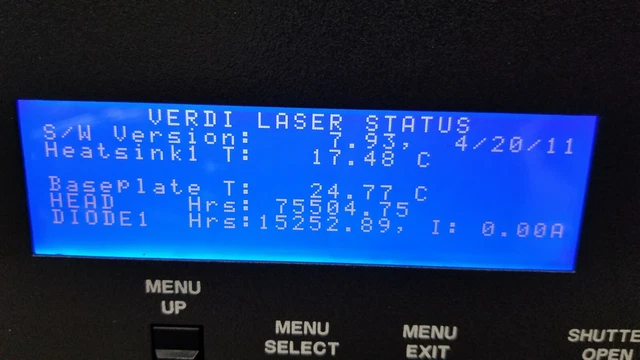 VERDI LASER STATUS
S/W Version: 7.93, 4/20/11
Heatsink1 T: 17.48 C
Baseplate T: 24.77 C
HEAD Hrs: 75504.75
DIODE1 Hrs:15252.89, I: 0.00A
MENU UP
MENU SELECT
MENU EXIT
SHUTTE
OPEN